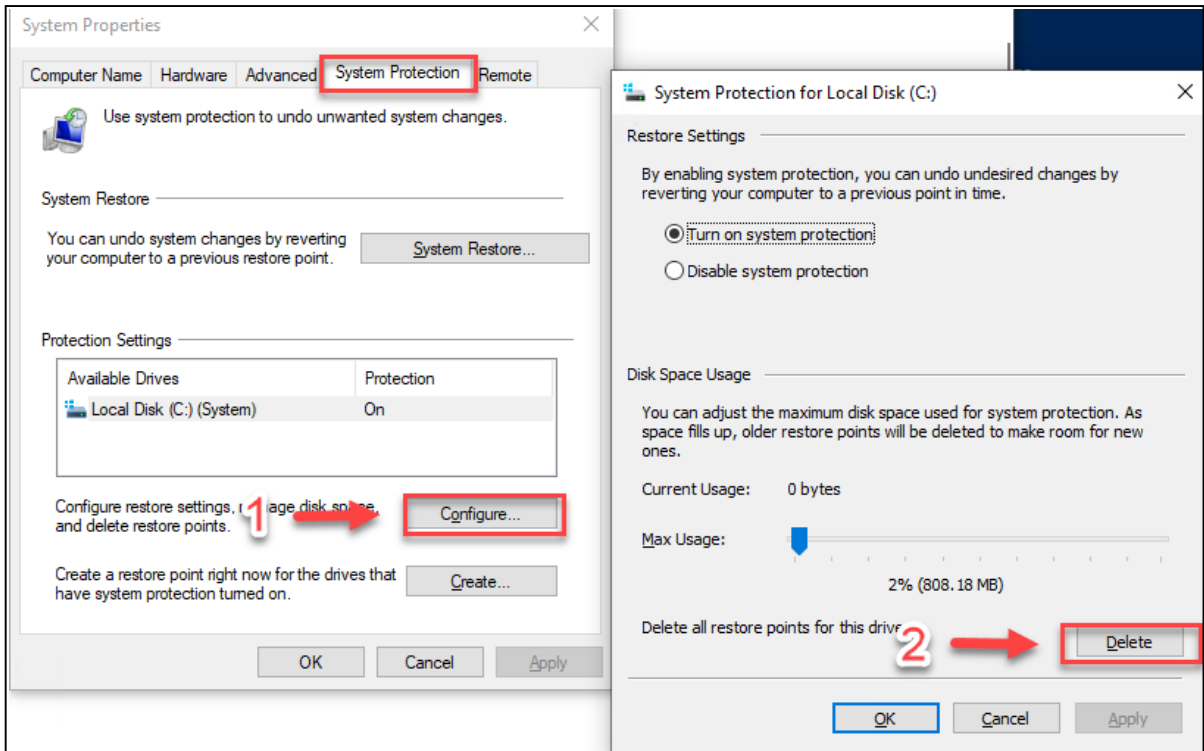 System Properties
Computer Name Hardware Advanced System Protection Remote
Use system protection to undo unwanted system changes.
System Restore
You can undo system changes by reverting
your computer to a previous restore point.
System Restore...
Protection Settings
Available Drives Protection
Local Disk (C:) (System) On
Configure restore settings, disk space,
and delete restore points.
1
Configure...
Create a restore point right now for the drives that
have system protection turned on.
Create...
OK Cancel Apply
System Protection for Local Disk (C:)
Restore Settings
By enabling system protection, you can undo undesired changes by
reverting your computer to a previous point in time.
Turn on system protection
Disable system protection
Disk Space Usage
You can adjust the maximum disk space used for system protection. As
space fills up, older restore points will be deleted to make room for new
ones.
Current Usage: 0 bytes
Max Usage:
2% (808.18 MB)
Delete all restore points for this drive
2
Delete
OK Cancel Apply